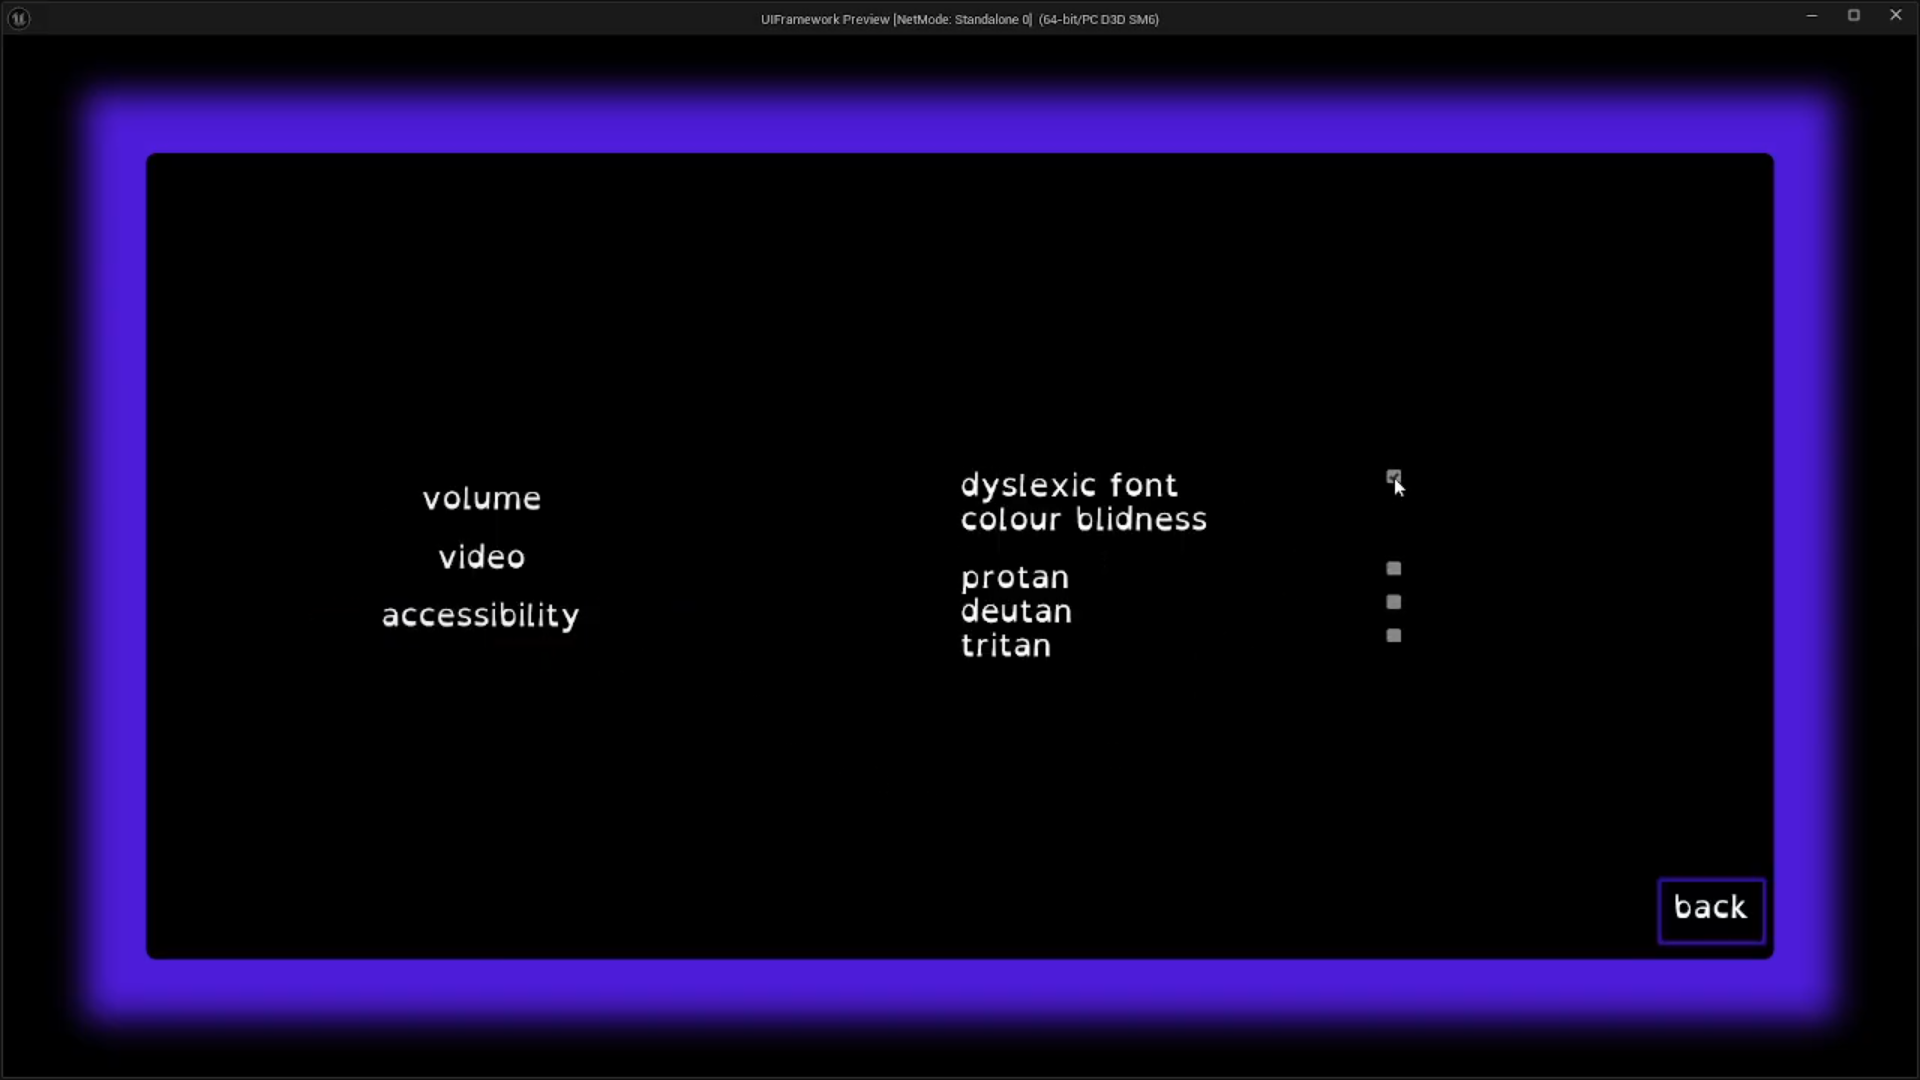 UIFramework Preview [NetMode: Standalone 0] (64-bit/PC D3D SM6)
volume
video
accessibility
dyslexic font
colour blidness
protan
deutan
tritan
back